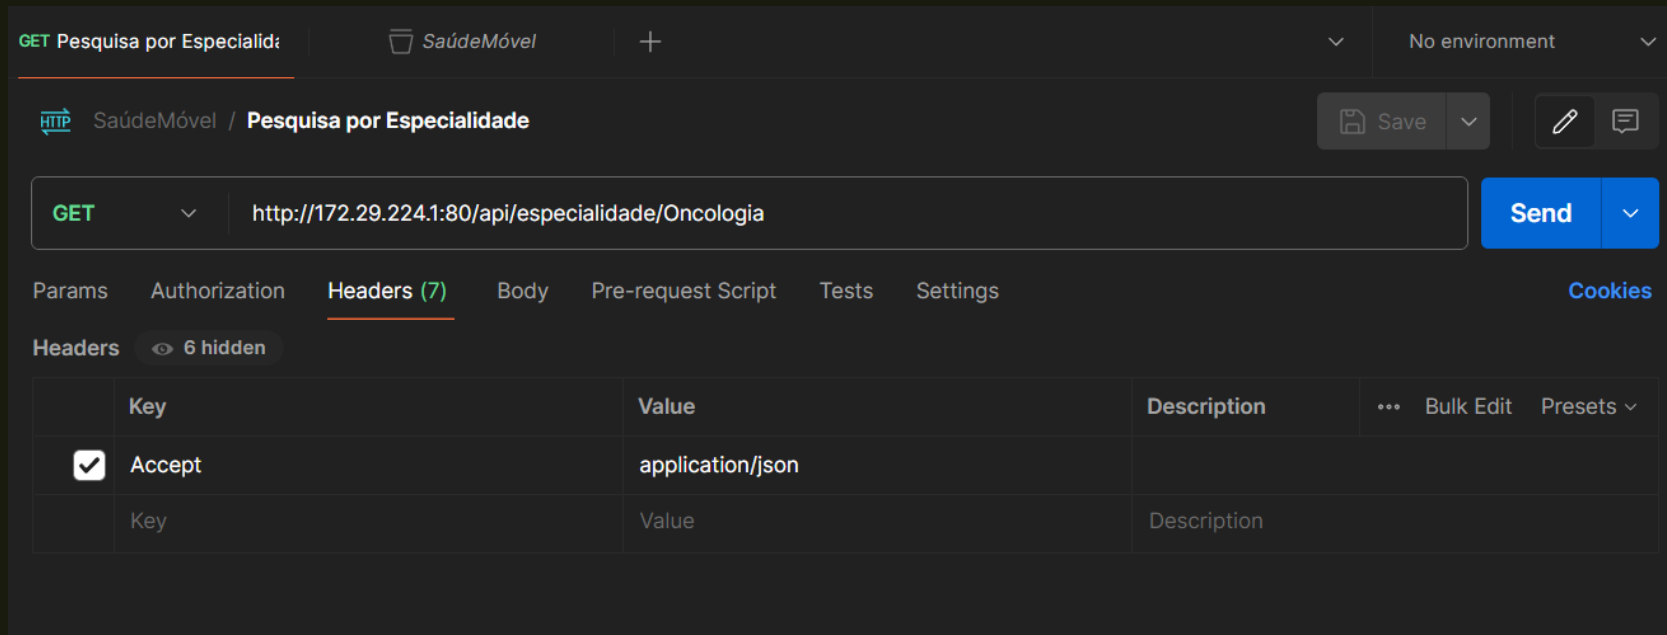 GET Pesquisa por Especialid
SaúdeMóvel
No environment
HTTP SaúdeMóvel / Pesquisa por Especialidade
Save
GET http://172.29.224.1:80/api/especialidade/Oncologia Send
Params Authorization Headers (7) Body Pre-request Script Tests Settings Cookies
Headers 6 hidden
Key Value Description Bulk Edit Presets
Accept application/json
Key Value Description